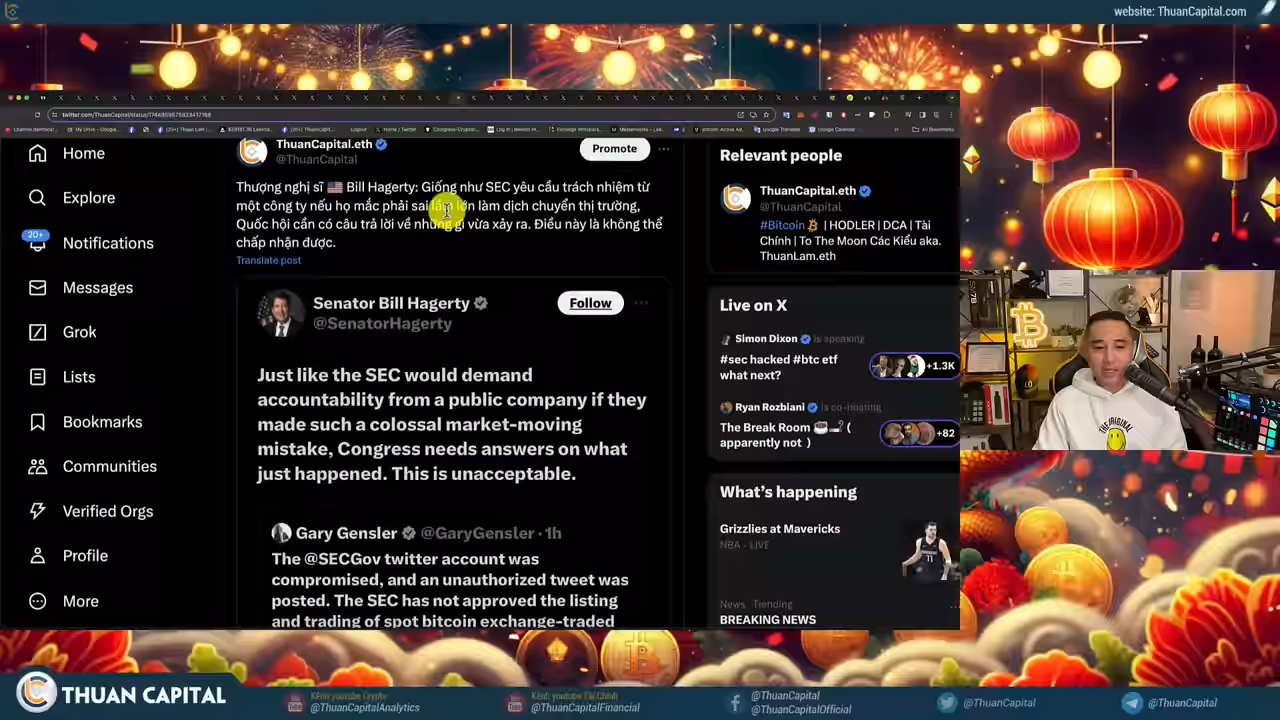 website: ThuanCapital.com
Home
Explore
20+
Notifications
Messages
Grok
Lists
Bookmarks
Communities
Verified Orgs
Profile
More
ThuanCapital.eth
@ThuanCapital
Promote
Thượng nghị sĩ 🇺🇸 Bill Hagerty: Giống như SEC yêu cầu trách nhiệm từ
một công ty nếu họ mắc phải sai lầm lớn làm dịch chuyển thị trường,
Quốc hội cần có câu trả lời về những gì vừa xảy ra. Điều này là không thể
chấp nhận được.
Translate post
Senator Bill Hagerty
@SenatorHagerty
Follow
Just like the SEC would demand
accountability from a public company if they
made such a colossal market-moving
mistake, Congress needs answers on what
just happened. This is unacceptable.
Gary Gensler @GaryGensler · 1h
The @SECGov twitter account was
compromised, and an unauthorized tweet was
posted. The SEC has not approved the listing
and trading of spot bitcoin exchange-traded
Relevant people
ThuanCapital.eth
@ThuanCapital
#Bitcoin | HODLER | DCA | Tài
Chính | To The Moon Các Kiểu aka.
ThuanLam.eth
Live on X
Simon Dixon is speaking
#sec hacked #btc etf
what next?
+1.3K
Ryan Rozbiani is co-hosting
The Break Room ☕🚬 (
apparently not )
+82
What's happening
Grizzlies at Mavericks
NBA · LIVE
News · Trending
BREAKING NEWS
THE ORIGINAL
THUAN CAPITAL
Kênh youtube Crypto
@ThuanCapitalAnalytics
Kênh youtube Tài Chính
@ThuanCapitalFinancial
@ThuanCapital
@ThuanCapitalOfficial
@ThuanCapital
@ThuanCapital